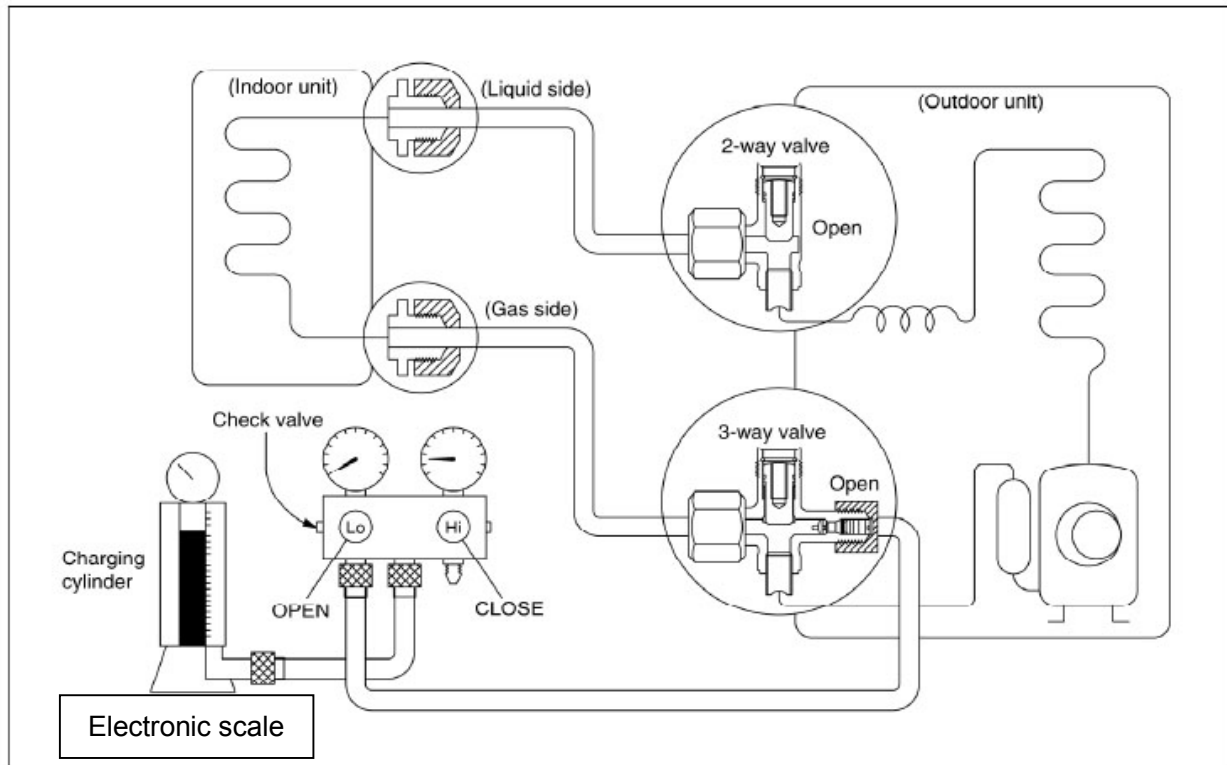 (Indoor unit)
(Liquid side)
(Outdoor unit)
2-way valve
Open
(Gas side)
Check valve
3-way valve
Open
Lo
Hi
Charging
cylinder
OPEN
CLOSE
Electronic scale